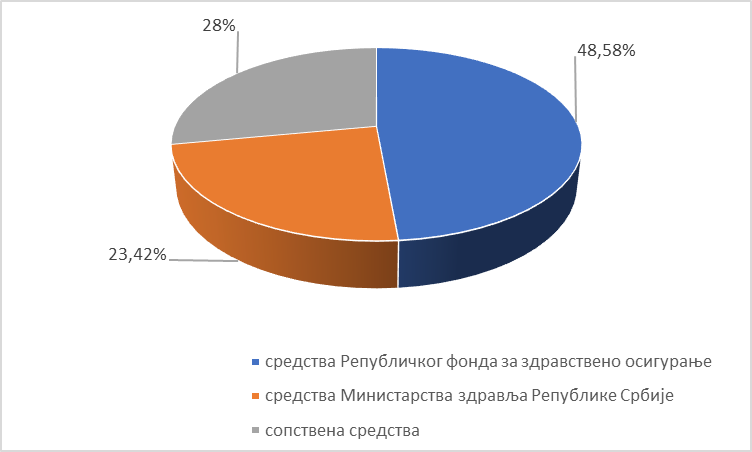 28%
48,58%
23,42%
средства Републичког фонда за здравствено осигурање
средства Министарства здравља Републике Србије
сопствена средства